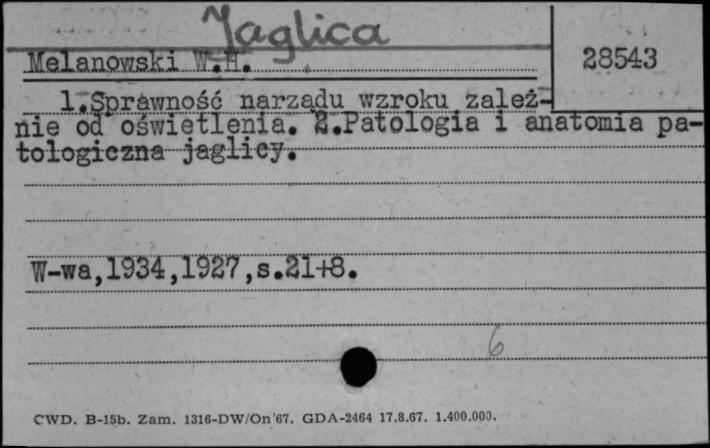 Jaglica
28543
Melanowski W.H.
1.Sprawność narządu wzroku zależ-
nie od oświetlenia. 2.Patologia i anatomia pa-
tologiczna jaglicy.
W-wa,1934,1927,s.21+8.
6
CWD. B-15b. Zam. 1316-DW/On'67. GDA-2464 17.8.67. 1.400.000.